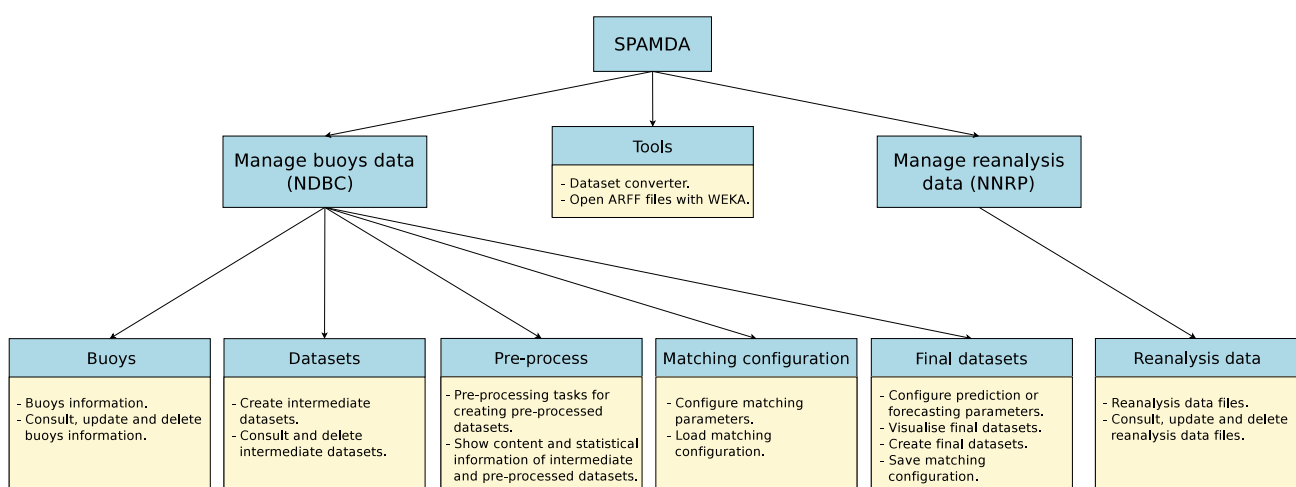 SPAMDA
Manage buoys data
(NDBC)
Tools
- Dataset converter.
- Open ARFF files with WEKA.
Manage reanalysis
data (NNRP)
Buoys
- Buoys information.
- Consult, update and delete
buoys information.
Datasets
- Create intermediate
datasets.
- Consult and delete
intermediate datasets.
Pre-process
- Pre-processing tasks for
creating pre-processed
datasets.
- Show content and statistical
information of intermediate
and pre-processed datasets.
Matching configuration
- Configure matching
parameters.
- Load matching
configuration.
Final datasets
- Configure prediction or
forecasting parameters.
- Visualise final datasets.
- Create final datasets.
- Save matching
configuration.
Reanalysis data
- Reanalysis data files.
- Consult, update and delete
reanalysis data files.